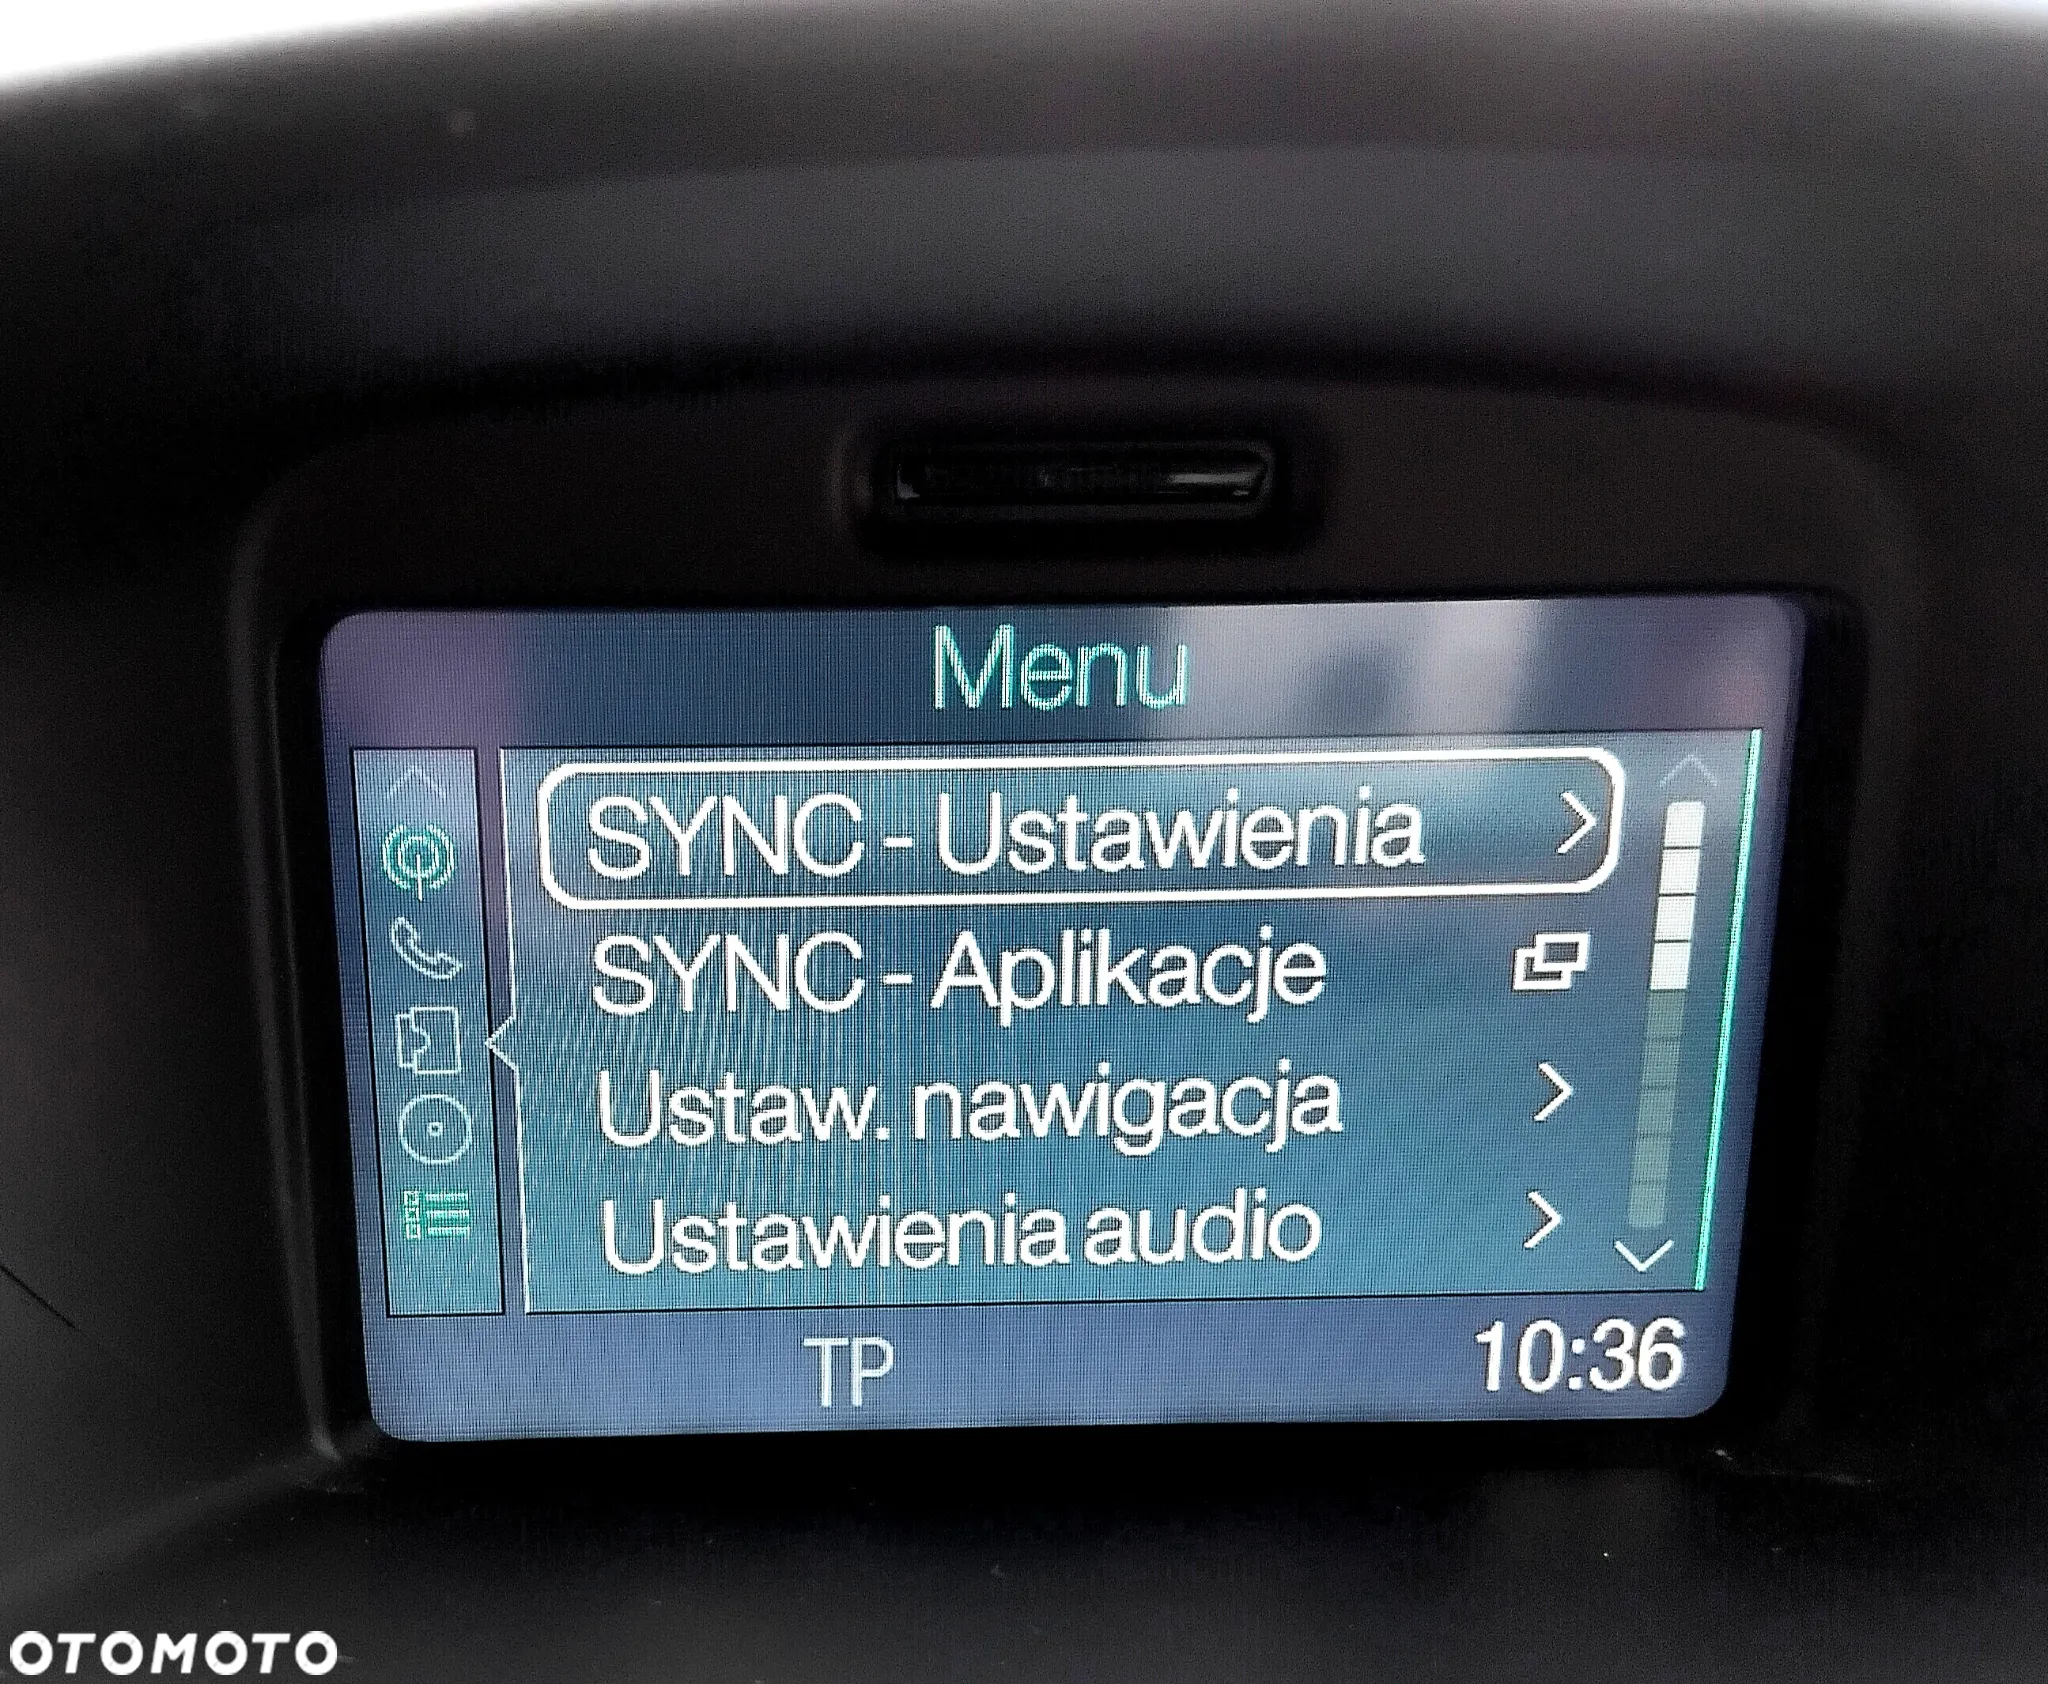 Menu
SYNC - Ustawienia
SYNC - Aplikacje
Ustaw. nawigacja
Ustawienia audio
TP
10:36
OTOMOTO